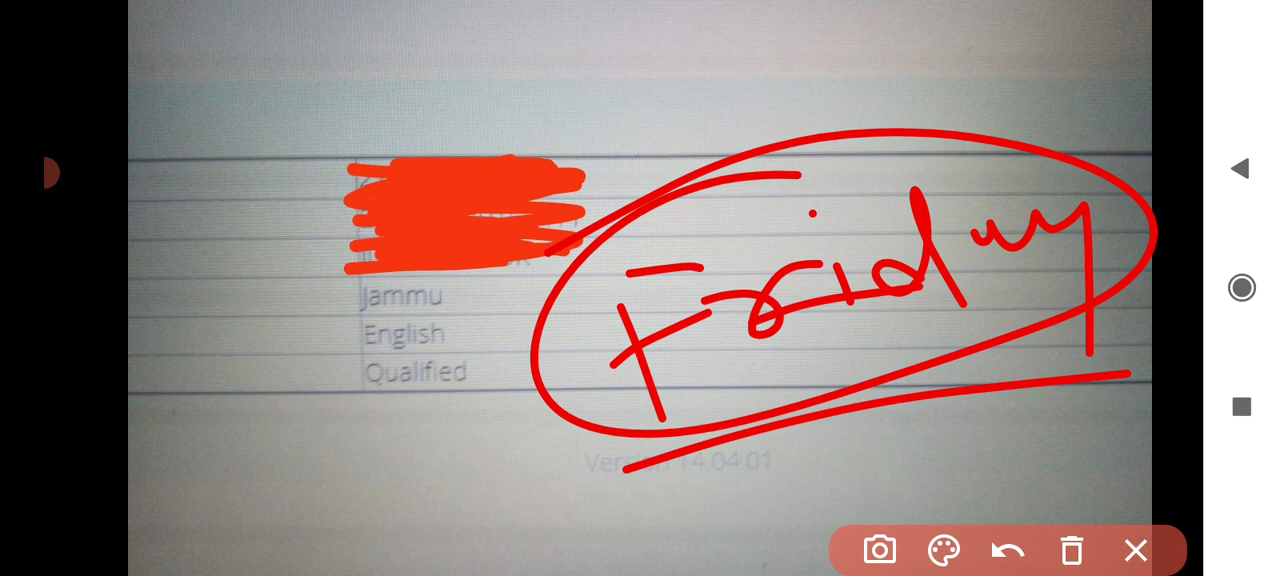 Friday
Jammu
English
Qualified
Version 14.04.01